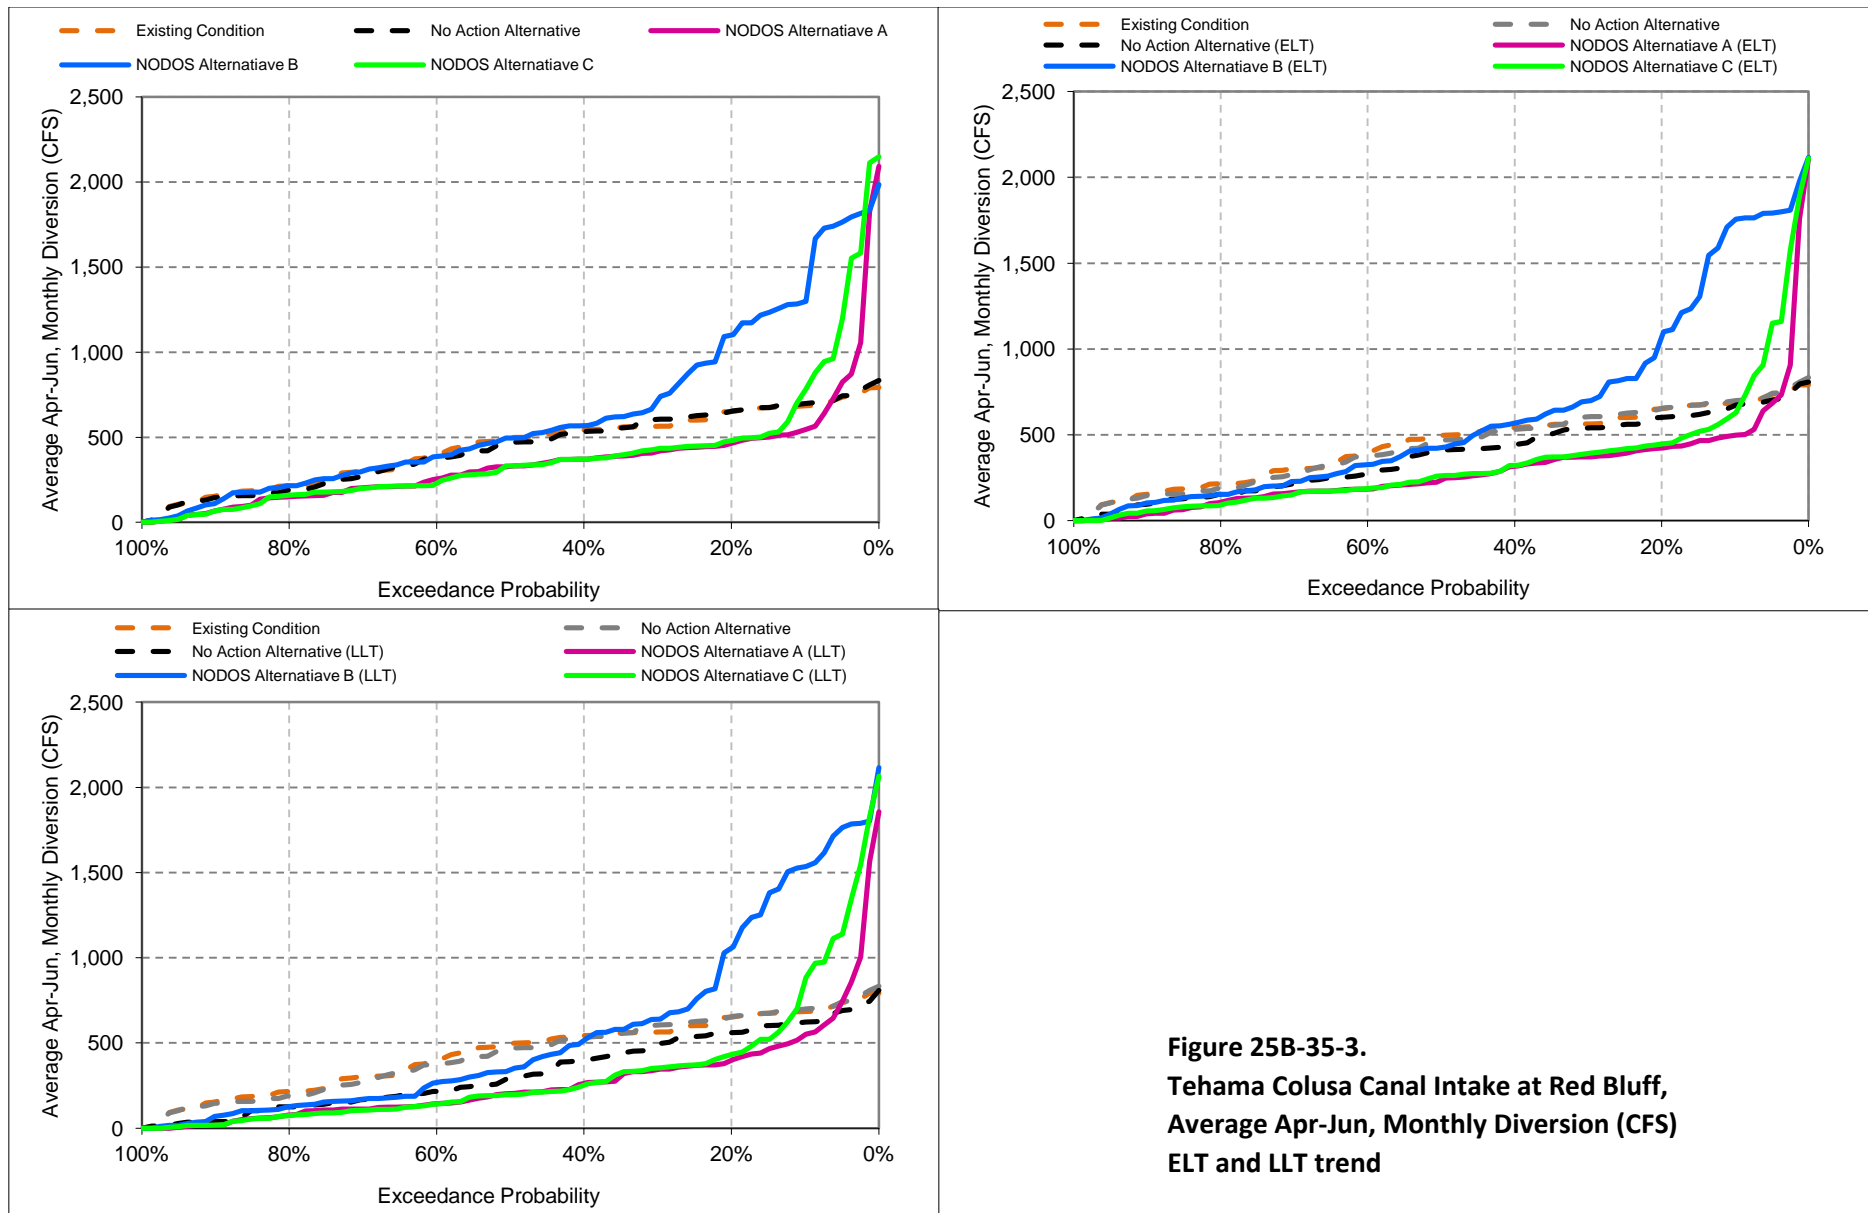 Existing Condition No Action Alternative NODOS Alternatiave A
NODOS Alternatiave B NODOS Alternatiave C
2,500
2,000
1,500
1,000
500
0
Average Apr-Jun, Monthly Diversion (CFS)
100% 80% 60% 40% 20% 0%
Exceedance Probability
Existing Condition No Action Alternative
No Action Alternative (ELT) NODOS Alternatiave A (ELT)
NODOS Alternatiave B (ELT) NODOS Alternatiave C (ELT)
2,500
2,000
1,500
1,000
500
0
Average Apr-Jun, Monthly Diversion (CFS)
100% 80% 60% 40% 20% 0%
Exceedance Probability
Existing Condition No Action Alternative
No Action Alternative (LLT) NODOS Alternatiave A (LLT)
NODOS Alternatiave B (LLT) NODOS Alternatiave C (LLT)
2,500
2,000
1,500
1,000
500
0
Average Apr-Jun, Monthly Diversion (CFS)
100% 80% 60% 40% 20% 0%
Exceedance Probability
Figure 25B-35-3.
Tehama Colusa Canal Intake at Red Bluff,
Average Apr-Jun, Monthly Diversion (CFS)
ELT and LLT trend